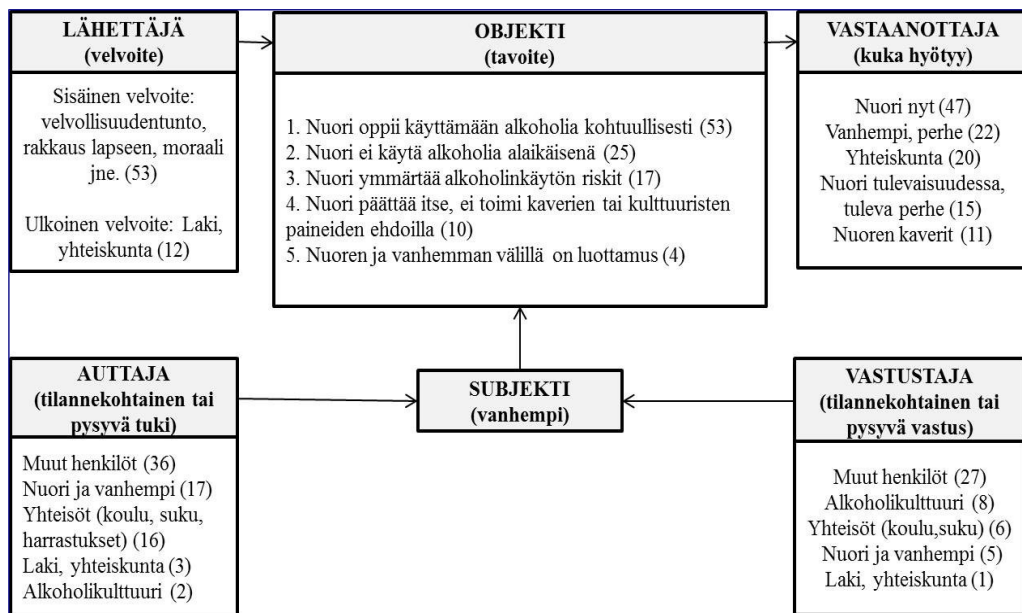 LÄHETTÄJÄ
(velvoite)
Sisäinen velvoite:
velvollisuudentunto,
rakkaus lapseen, moraali
jne. (53)
Ulkoinen velvoite: Laki,
yhteiskunta (12)
OBJEKTI
(tavoite)
1. Nuori oppii käyttämään alkoholia kohtuullisesti (53)
2. Nuori ei käytä alkoholia alaikäisenä (25)
3. Nuori ymmärtää alkoholinkäytön riskit (17)
4. Nuori päättää itse, ei toimi kaverien tai kulttuuristen
paineiden ehdoilla (10)
5. Nuoren ja vanhemman välillä on luottamus (4)
VASTAANOTTAJA
(kuka hyötyy)
Nuori nyt (47)
Vanhempi, perhe (22)
Yhteiskunta (20)
Nuori tulevaisuudessa,
tuleva perhe (15)
Nuoren kaverit (11)
AUTTAJA
(tilannekohtainen tai
pysyvä tuki)
Muut henkilöt (36)
Nuori ja vanhempi (17)
Yhteisöt (koulu, suku,
harrastukset) (16)
Laki, yhteiskunta (3)
Alkoholikulttuuri (2)
SUBJEKTI
(vanhempi)
VASTUSTAJA
(tilannekohtainen tai
pysyvä vastus)
Muut henkilöt (27)
Alkoholikulttuuri (8)
Yhteisöt (koulu,suku) (6)
Nuori ja vanhempi (5)
Laki, yhteiskunta (1)